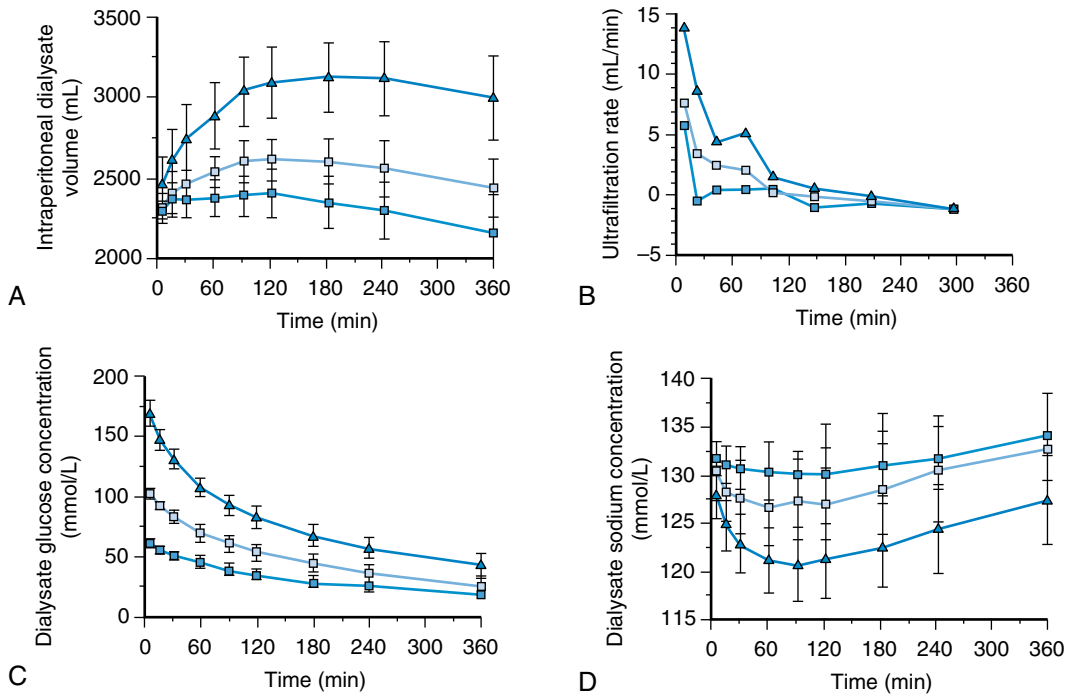 3500
3000
2500
2000
0 60 120 180 240 300 360
Intraperitoneal dialysate
volume (mL)
Time (min)
A
15
10
5
0
–5
0 60 120 180 240 300 360
Ultrafiltration rate (mL/min)
Time (min)
B
200
150
100
50
0
0 60 120 180 240 300 360
Dialysate glucose concentration
(mmol/L)
Time (min)
C
140
135
130
125
120
115
0 60 120 180 240 300 360
Dialysate sodium concentration
(mmol/L)
Time (min)
D